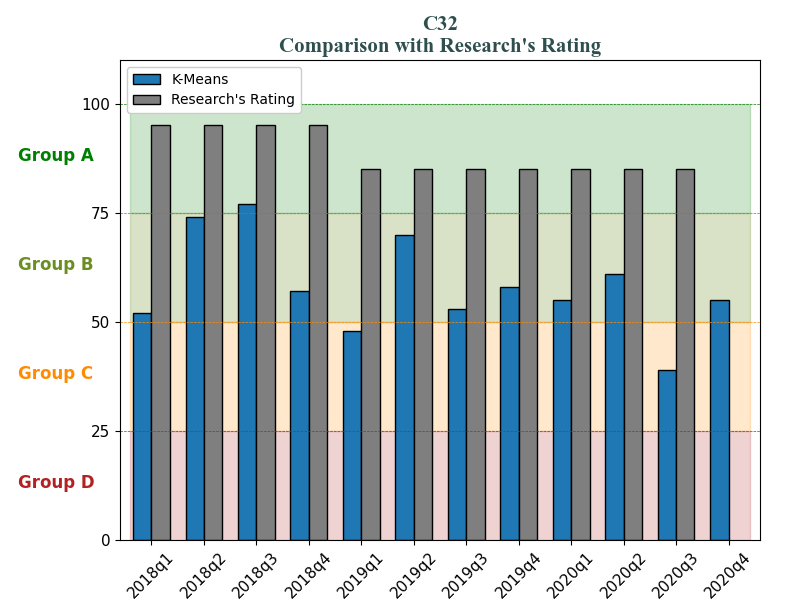 C32
Comparison with Research's Rating
K-Means
Research's Rating
100
Group A
75
Group B
50
Group C
25
Group D
0
2018q1
2018q2
2018q3
2018q4
2019q1
2019q2
2019q3
2019q4
2020q1
2020q2
2020q3
2020q4